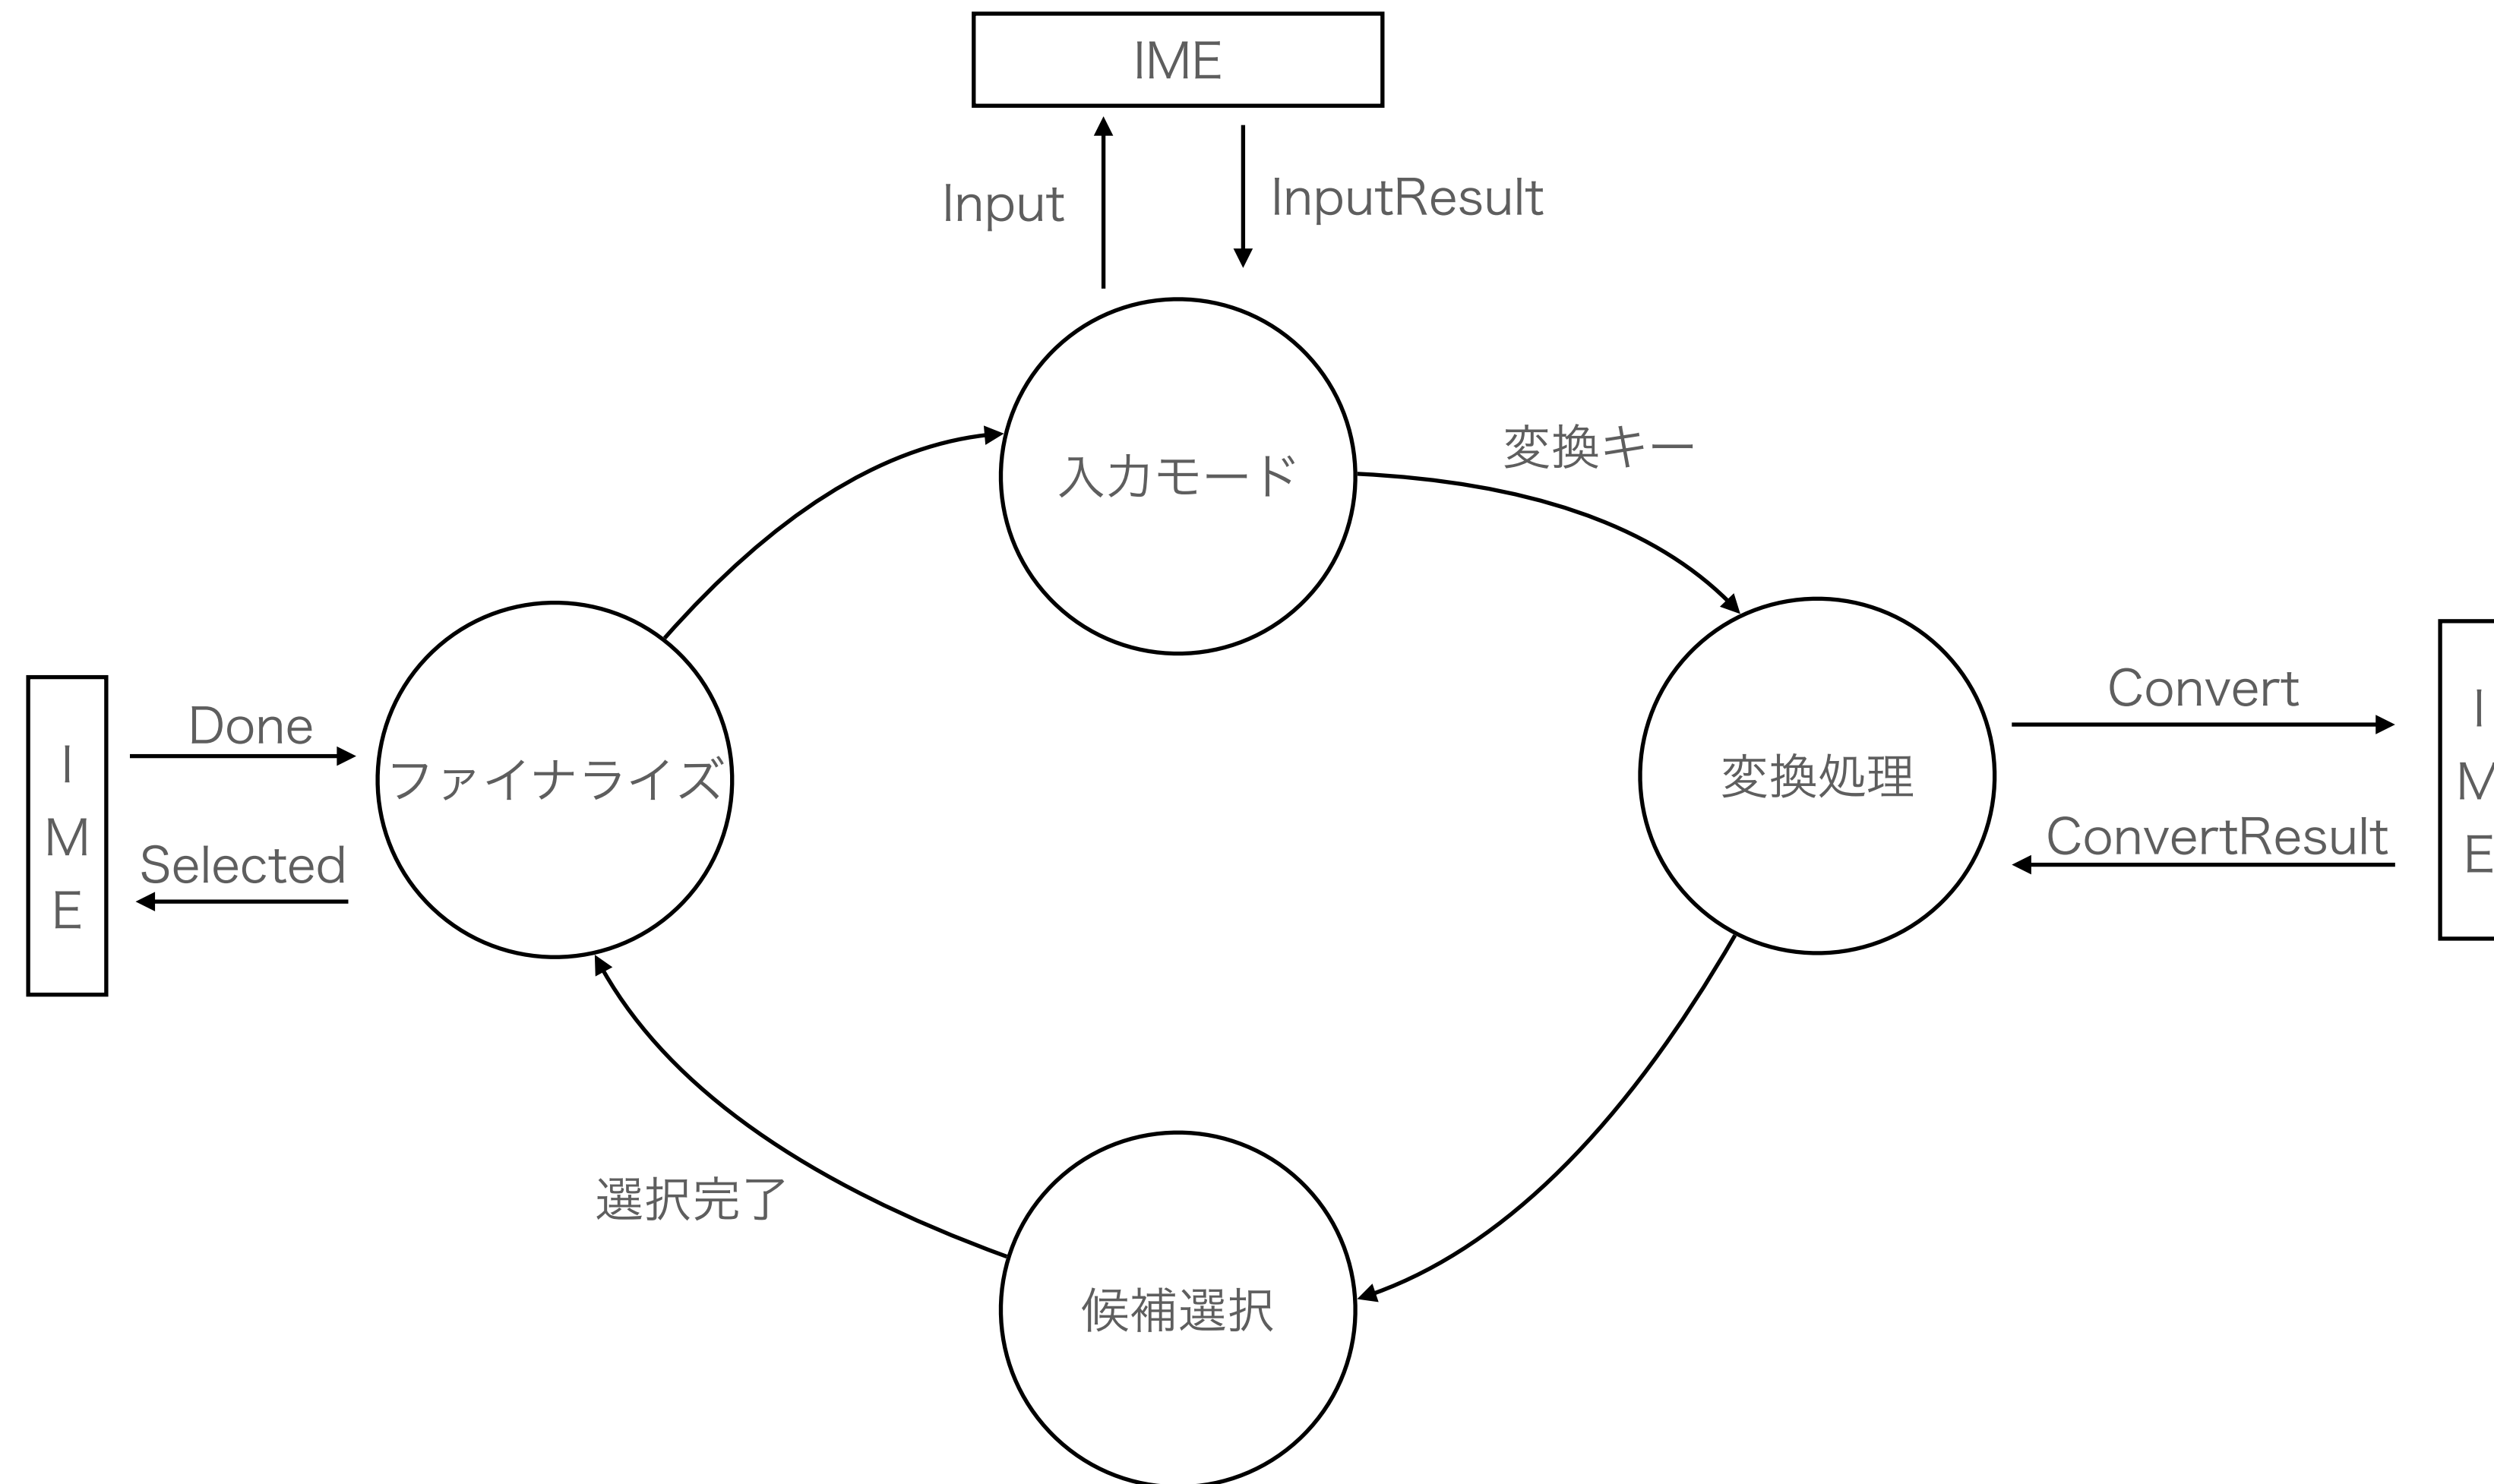 IME
Input
InputResult
変換キー
入力モード
Done
ファイナライズ
I
M
E
Selected
変換処理
Convert
ConvertResult
I
M
E
選択完了
候補選択